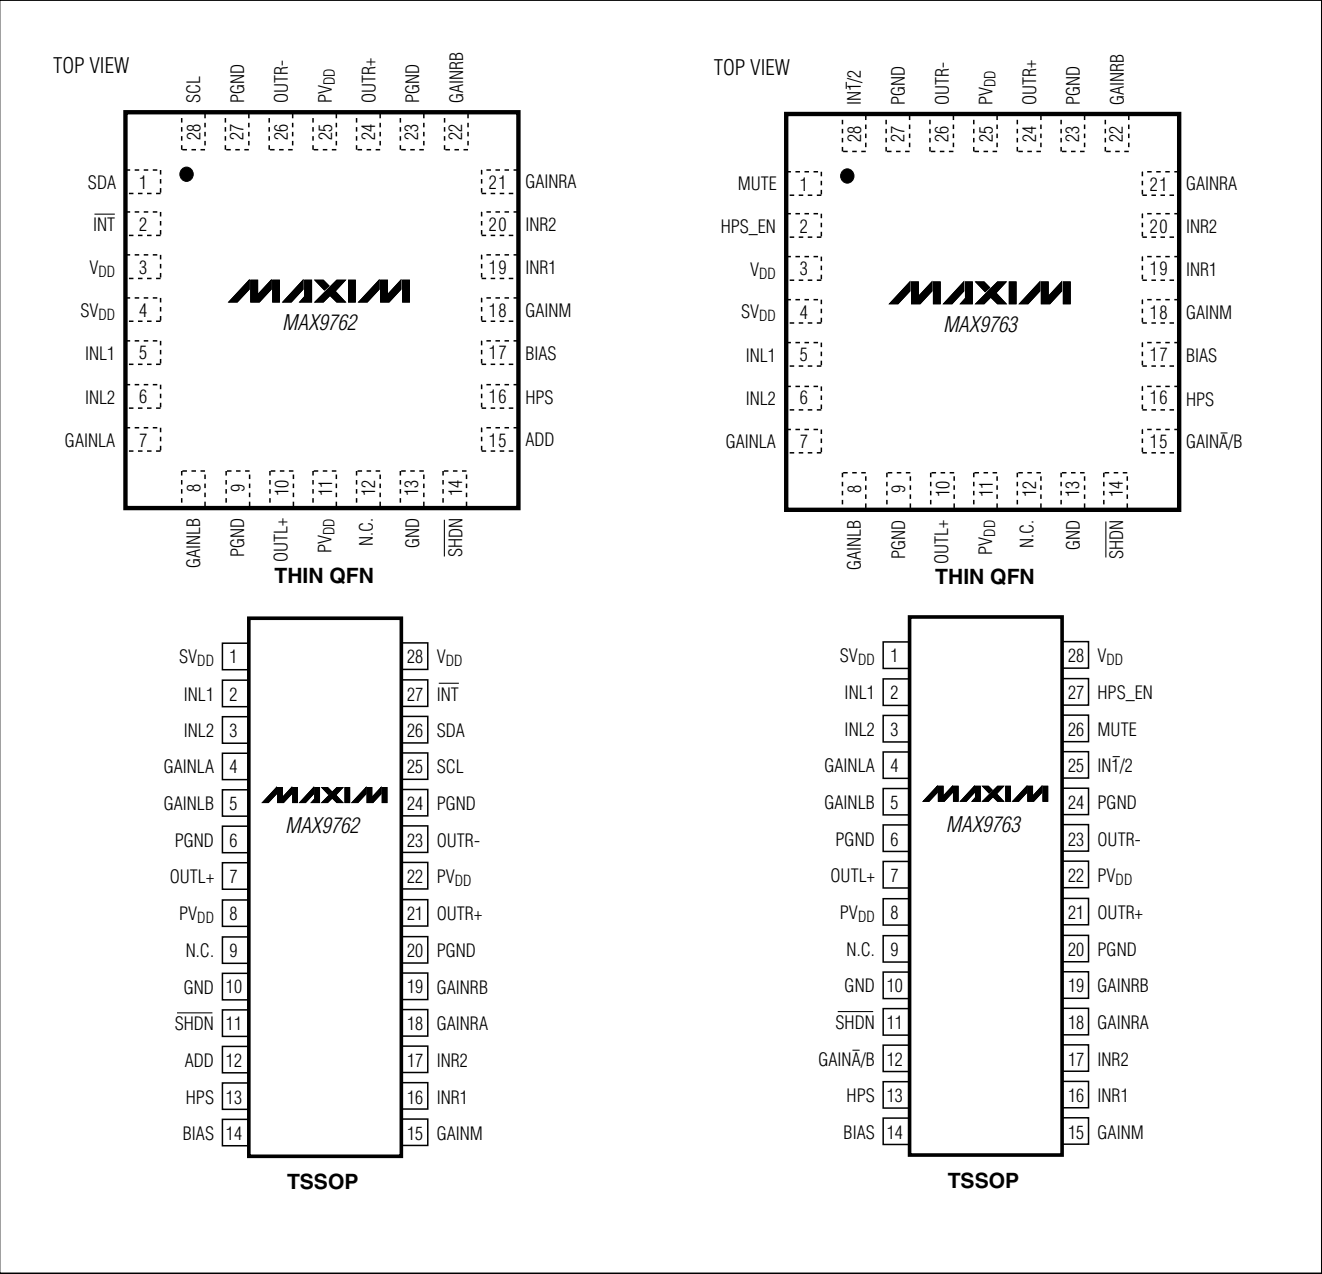 TOP VIEW
SCL PGND OUTR- PVDD OUTR+ PGND GAINRB
28 27 26 25 24 23 22
SDA 1 21 GAINRA
INT 2 20 INR2
VDD 3 19 INR1
SVDD 4 18 GAINM
INL1 5 17 BIAS
INL2 6 16 HPS
GAINLA 7 15 ADD
MAXIM
MAX9762
8 9 10 11 12 13 14
GAINLB PGND OUTL+ PVDD N.C. GND SHDN
THIN QFN
TOP VIEW
IN1̅/2 PGND OUTR- PVDD OUTR+ PGND GAINRB
28 27 26 25 24 23 22
MUTE 1 21 GAINRA
HPS_EN 2 20 INR2
VDD 3 19 INR1
SVDD 4 18 GAINM
INL1 5 17 BIAS
INL2 6 16 HPS
GAINLA 7 15 GAINA̅/B
MAXIM
MAX9763
8 9 10 11 12 13 14
GAINLB PGND OUTL+ PVDD N.C. GND SHDN
THIN QFN
SVDD 1 28 VDD
INL1 2 27 INT
INL2 3 26 SDA
GAINLA 4 25 SCL
GAINLB 5 24 PGND
PGND 6 23 OUTR-
OUTL+ 7 22 PVDD
PVDD 8 21 OUTR+
N.C. 9 20 PGND
GND 10 19 GAINRB
SHDN 11 18 GAINRA
ADD 12 17 INR2
HPS 13 16 INR1
BIAS 14 15 GAINM
MAXIM
MAX9762
TSSOP
SVDD 1 28 VDD
INL1 2 27 HPS_EN
INL2 3 26 MUTE
GAINLA 4 25 IN1̅/2
GAINLB 5 24 PGND
PGND 6 23 OUTR-
OUTL+ 7 22 PVDD
PVDD 8 21 OUTR+
N.C. 9 20 PGND
GND 10 19 GAINRB
SHDN 11 18 GAINRA
GAINA̅/B 12 17 INR2
HPS 13 16 INR1
BIAS 14 15 GAINM
MAXIM
MAX9763
TSSOP